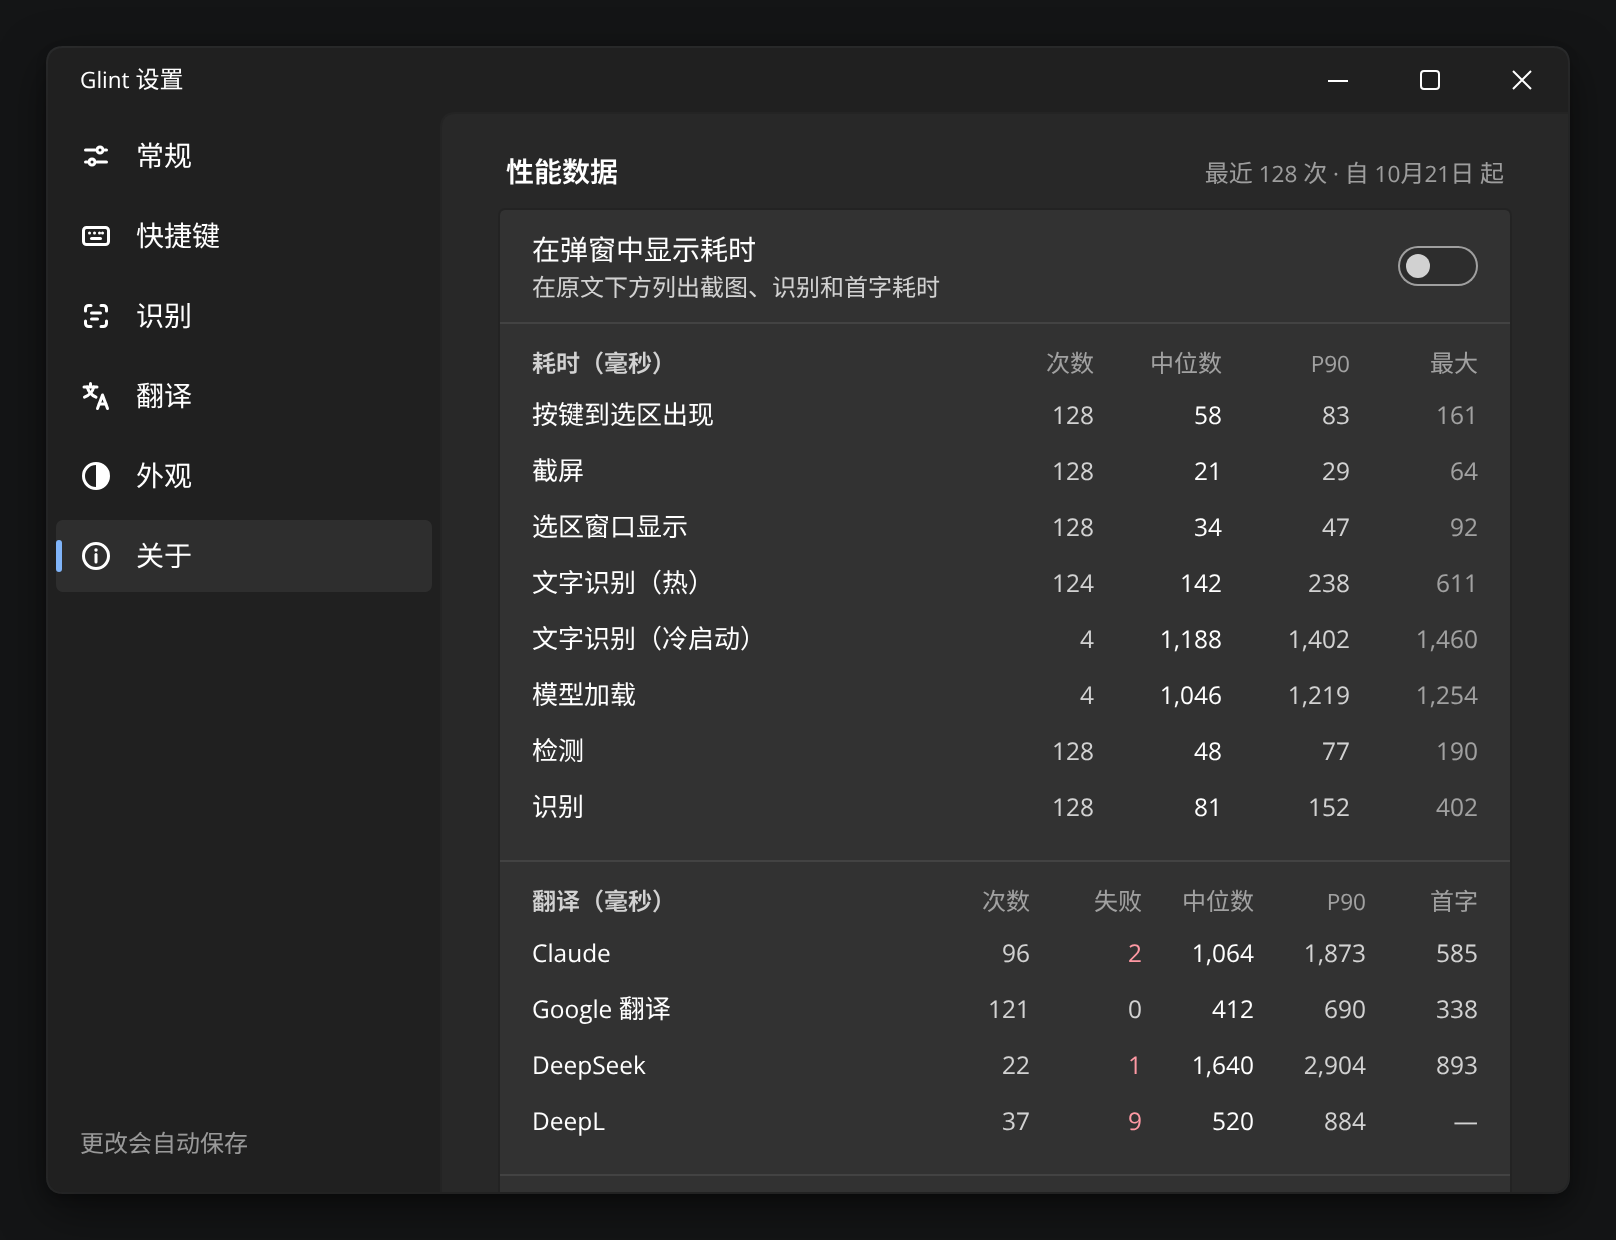 Glint 设置
常规
快捷键
识别
翻译
外观
关于
更改会自动保存
性能数据 最近 128 次 · 自 10月21日 起
在弹窗中显示耗时
在原文下方列出截图、识别和首字耗时
耗时（毫秒） 次数 中位数 P90 最大
按键到选区出现 128 58 83 161
截屏 128 21 29 64
选区窗口显示 128 34 47 92
文字识别（热） 124 142 238 611
文字识别（冷启动） 4 1,188 1,402 1,460
模型加载 4 1,046 1,219 1,254
检测 128 48 77 190
识别 128 81 152 402
翻译（毫秒） 次数 失败 中位数 P90 首字
Claude 96 2 1,064 1,873 585
Google 翻译 121 0 412 690 338
DeepSeek 22 1 1,640 2,904 893
DeepL 37 9 520 884 —